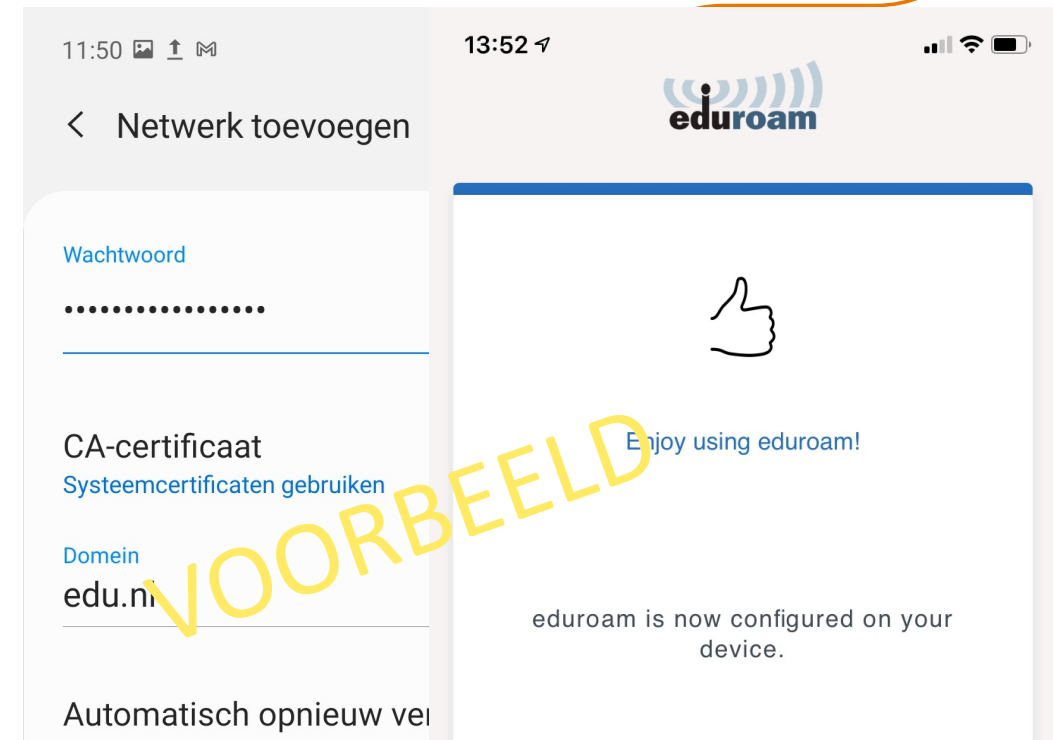 11:50
Netwerk toevoegen
Wachtwoord
CA-certificaat
Systeemcertificaten gebruiken
Domein
edu.nl
Automatisch opnieuw
13:52
eduroam
Enjoy using eduroam!
eduroam is now configured on your
device.
VOORBEELD